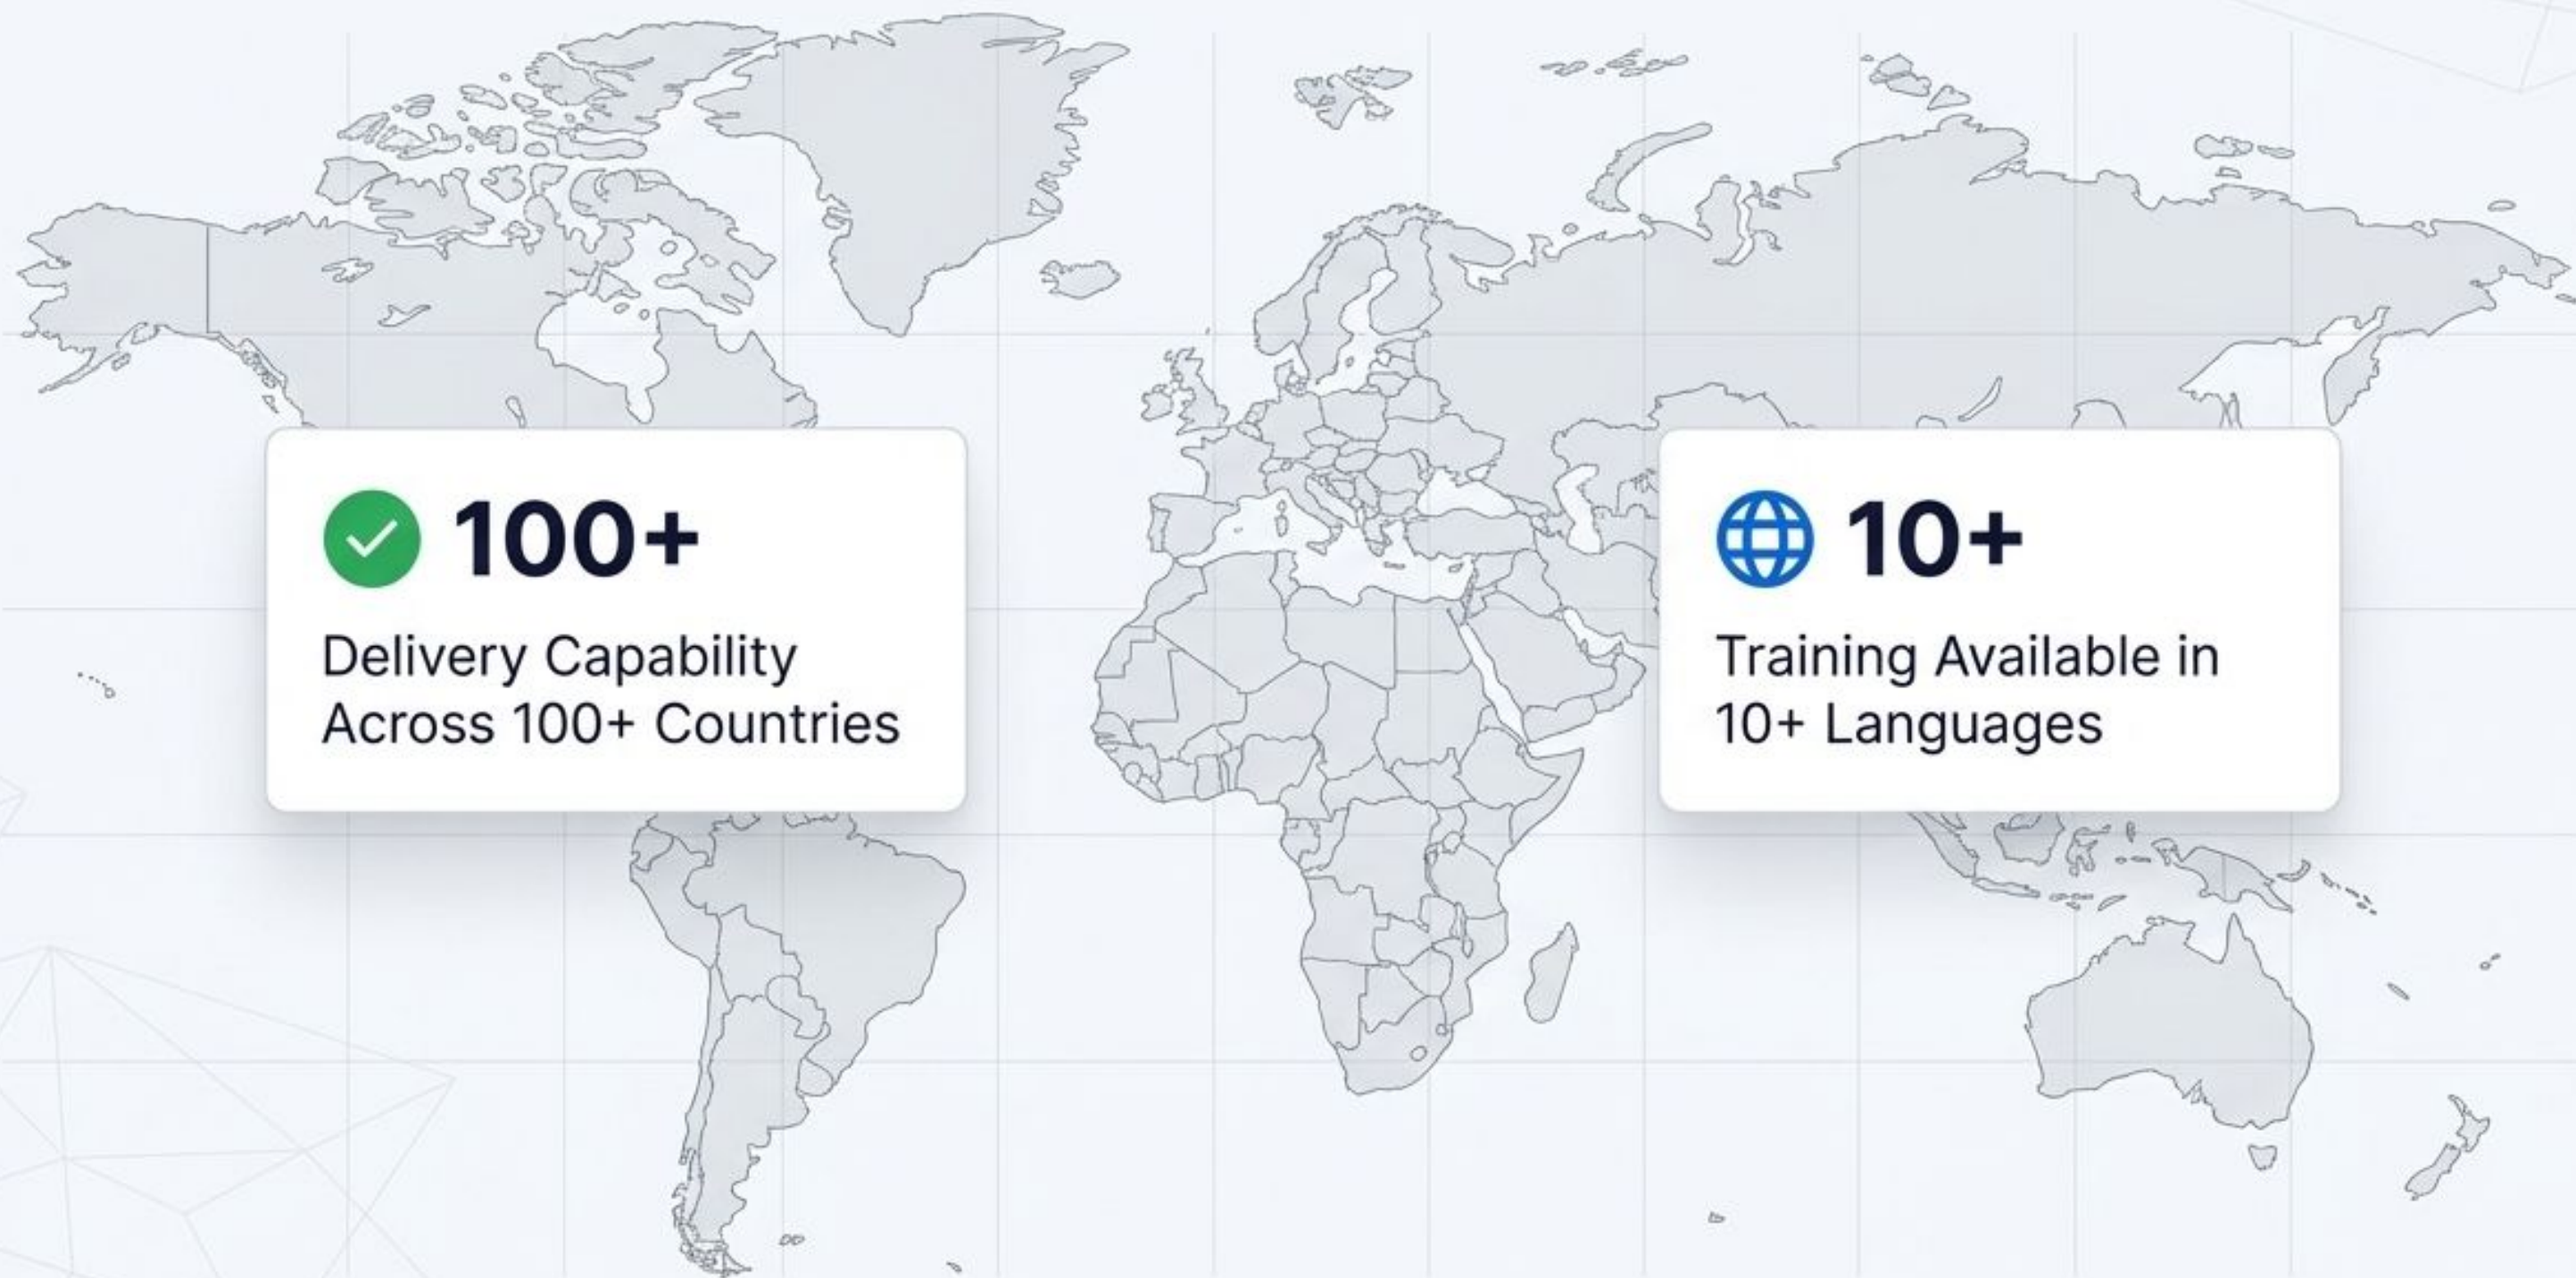 100+
Delivery Capability
Across 100+ Countries
10+
Training Available in
10+ Languages